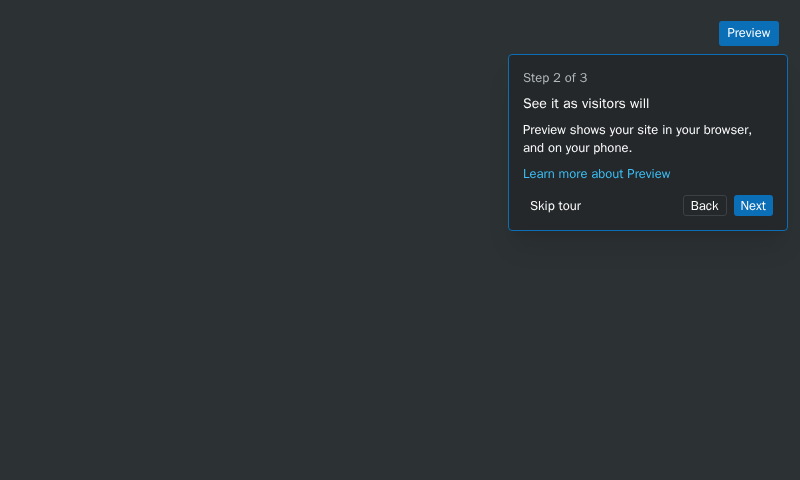 Preview
Step 2 of 3
See it as visitors will
Preview shows your site in your browser,
and on your phone.
Learn more about Preview
Skip tour
Back
Next